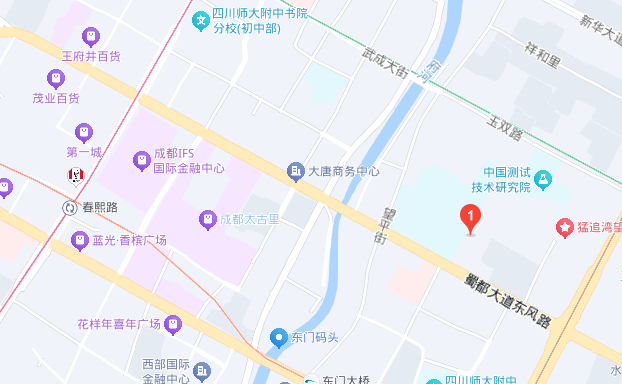 四川师大附中书院
分校(初中部)
新华大道
王府井百货
武成大街
祥和里
府河
茂业百货
玉双路
第一城
成都IFS
国际金融中心
大唐商务中心
中国测试
技术研究院
春熙路
成都太古里
望平街
1
猛追湾望
蓝光·香槟广场
蜀都大道东风路
花样年喜年广场
东门码头
西部国际
金融中心
东门大桥
四川师大附中
水